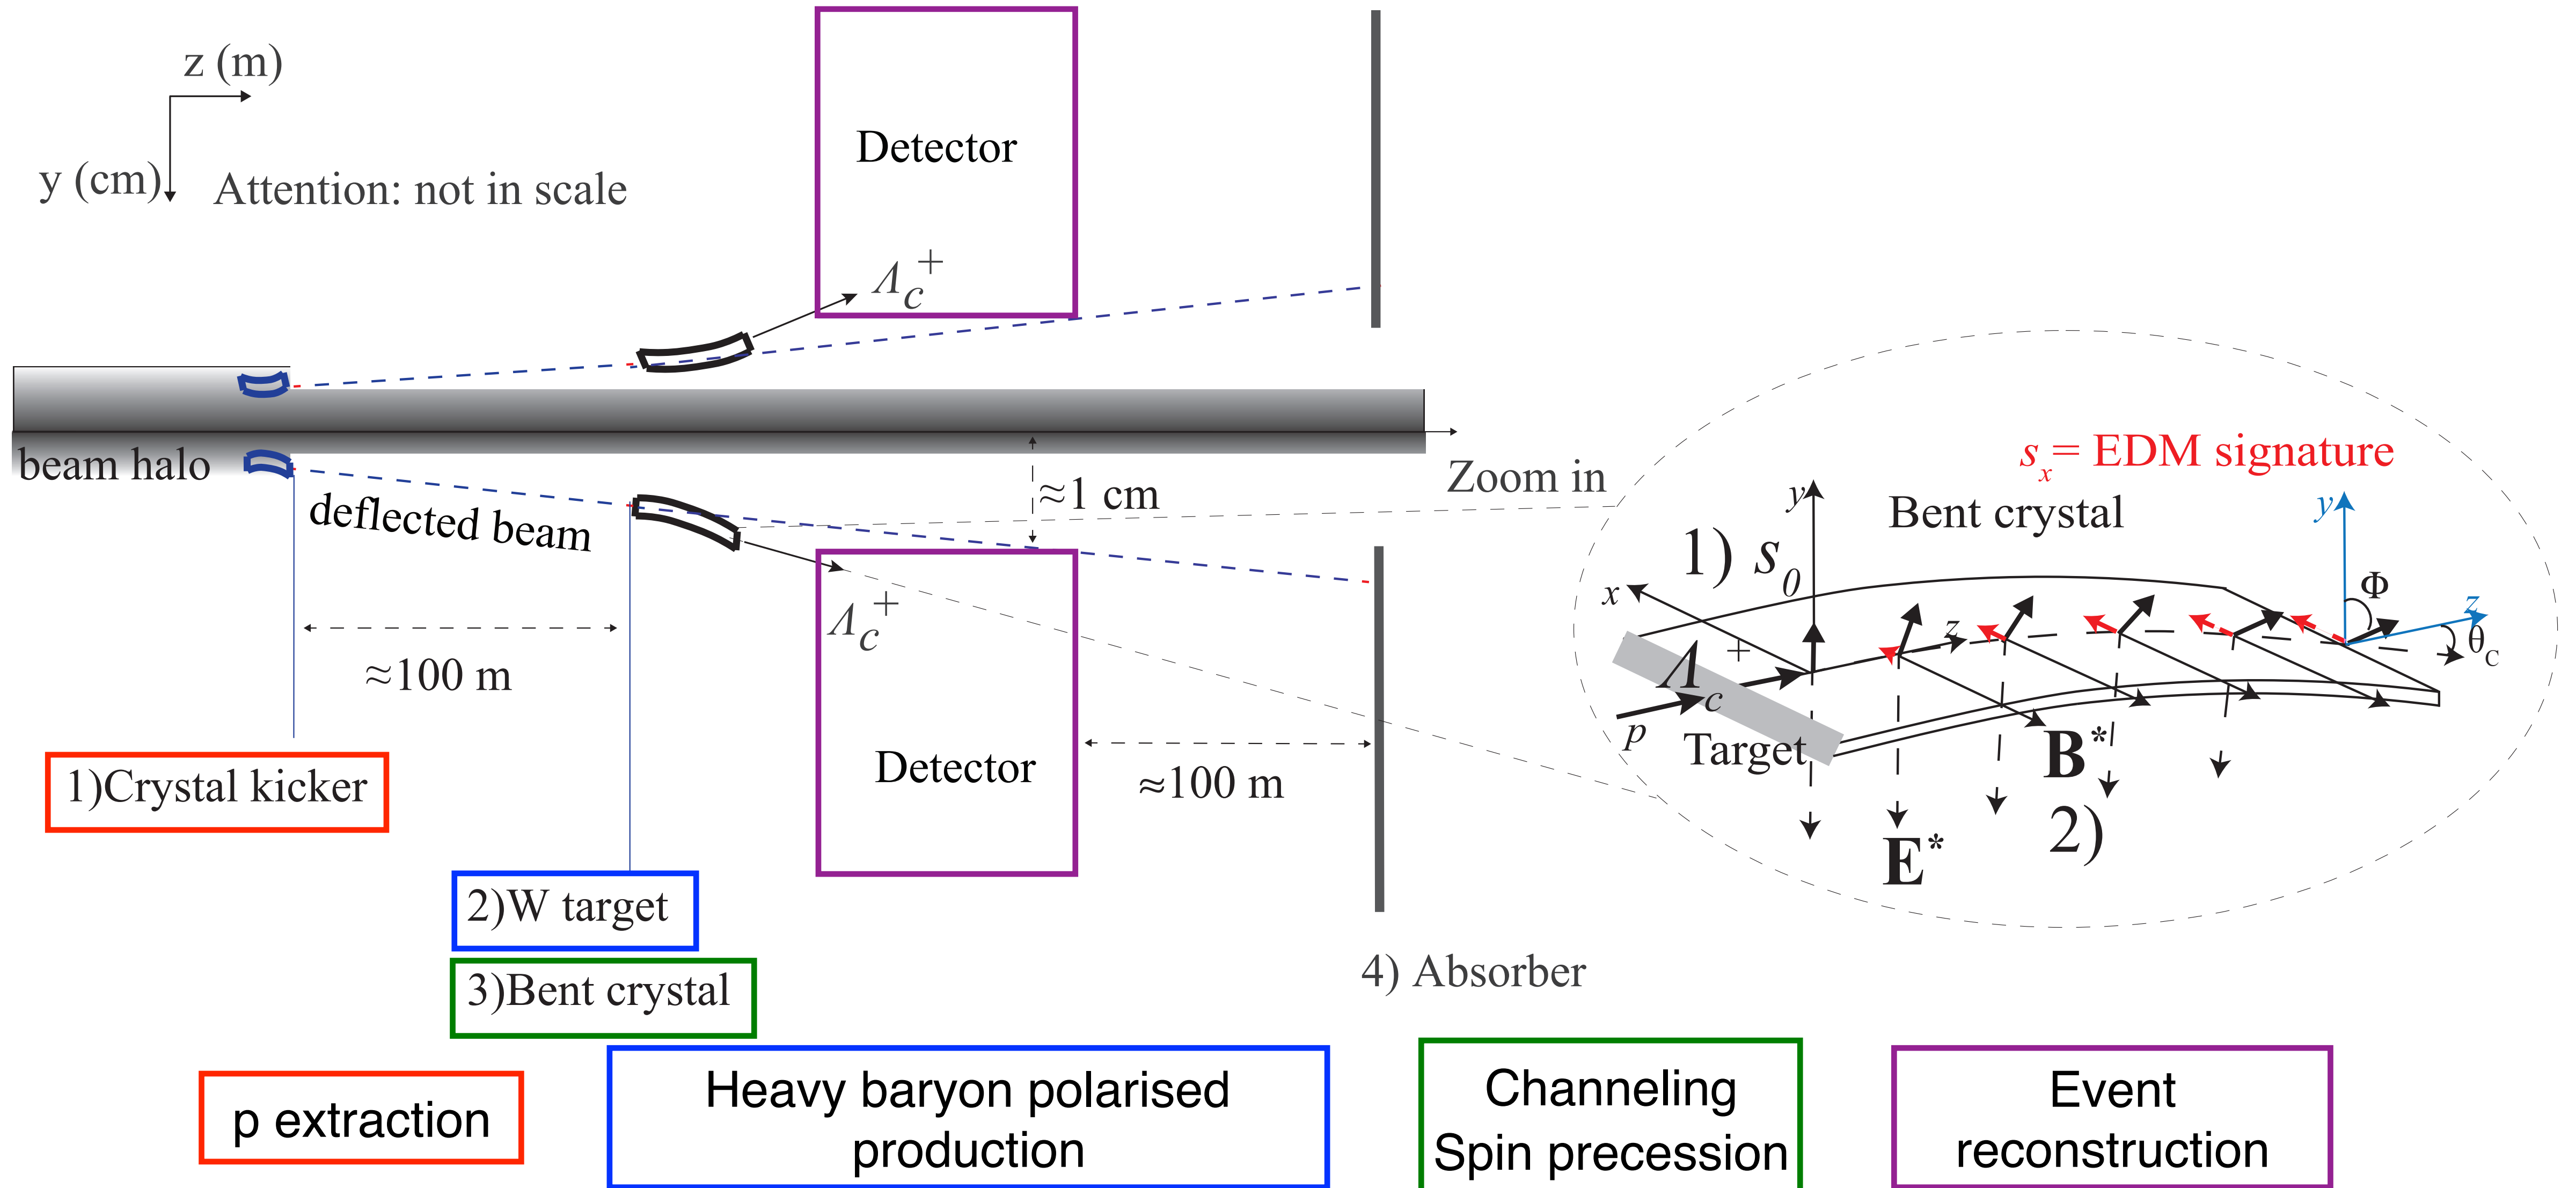 z (m)
y (cm)
Attention: not in scale
Detector
Λc+
beam halo
deflected beam
≈1 cm
Zoom in
Λc+
≈100 m
Detector
≈100 m
1)Crystal kicker
2)W target
3)Bent crystal
4) Absorber
sx= EDM signature
Bent crystal
y
y
1) s0
Φ
x
z
z
θC
Λc+
p
Target
B*
2)
E*
p extraction
Heavy baryon polarised
production
Channeling
Spin precession
Event
reconstruction